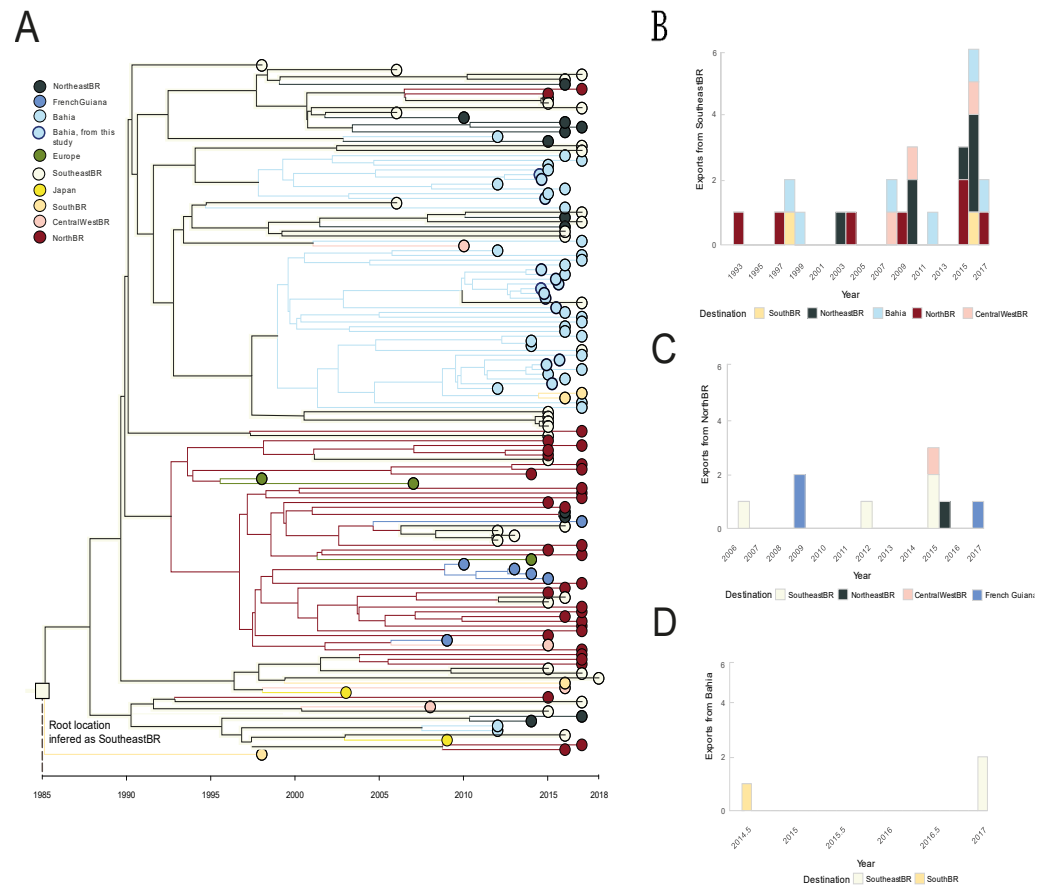 A
NortheastBR
FrenchGuiana
Bahia
Bahia, from this
study
Europe
SoutheastBR
Japan
SouthBR
CentralWestBR
NorthBR
Root location
infered as SoutheastBR
1985
1990
1995
2000
2005
2010
2015
2018
B
Exports from SoutheastBR
6
4
2
0
1993
1995
1997
1999
2001
2003
2005
2007
2009
2011
2013
2015
2017
Year
Destination
SouthBR
NortheastBR
Bahia
NorthBR
CentralWestBR
C
Exports from NorthBR
6
4
2
0
2006
2007
2008
2009
2010
2011
2012
2013
2014
2015
2016
2017
Year
Destination
SoutheastBR
NortheastBR
CentralWestBR
French Guiana
D
Exports from Bahia
6
4
2
0
2014.5
2015
2015.5
2016
2016.5
2017
Year
Destination
SoutheastBR
SouthBR